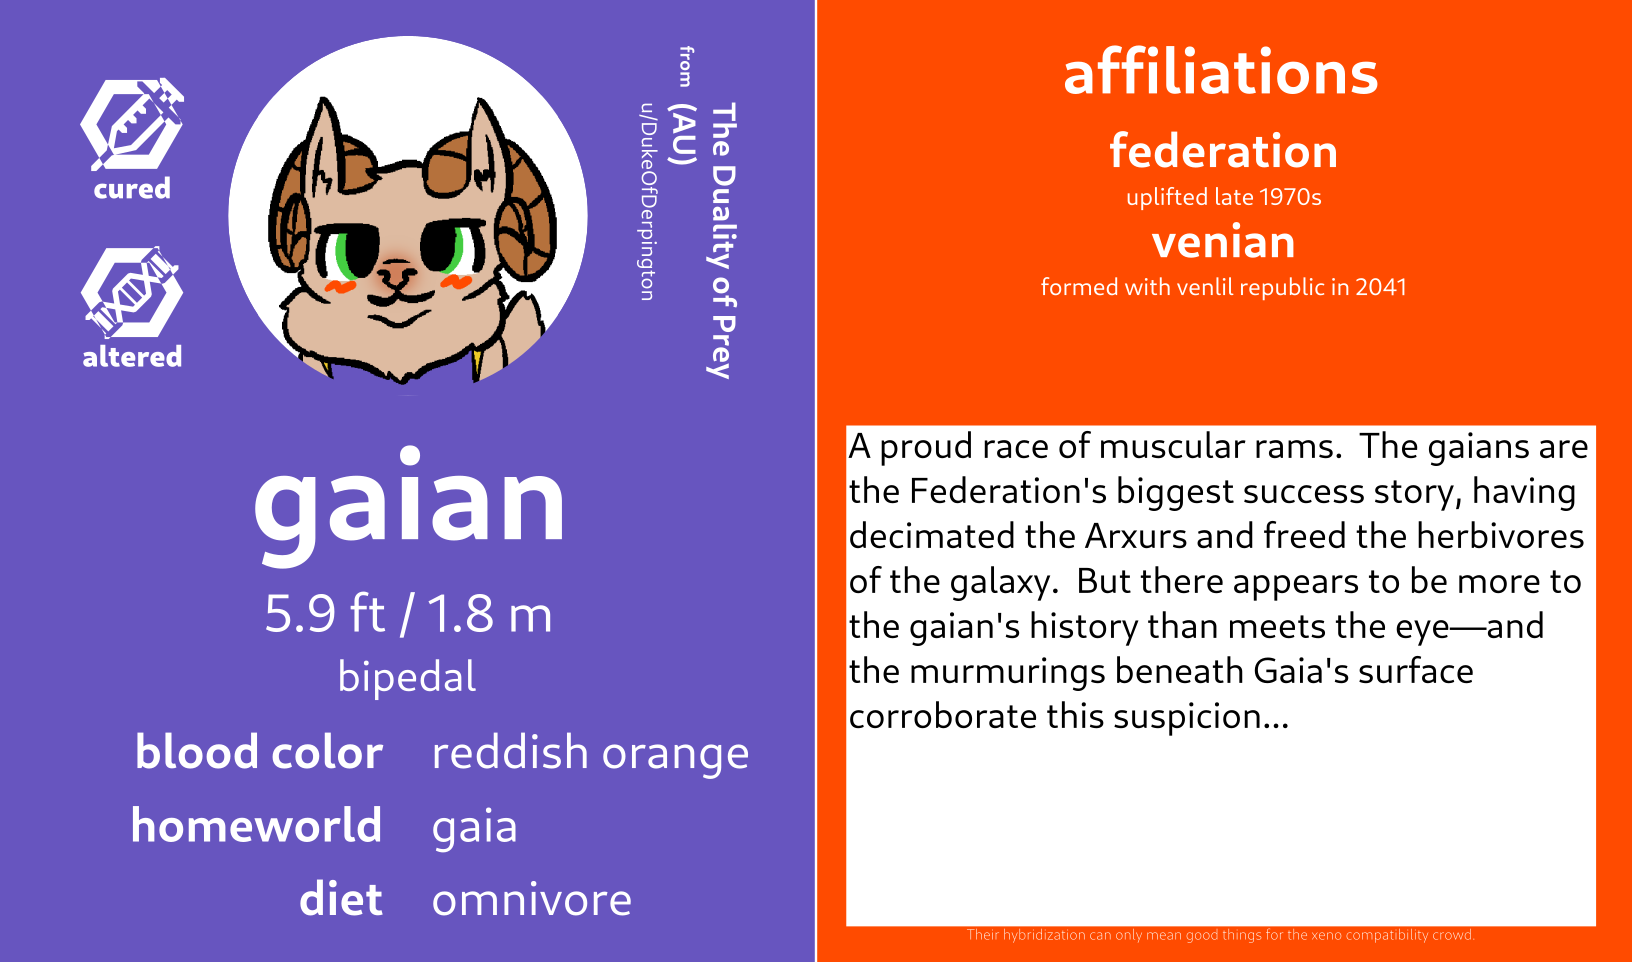 cured
altered
from The Duality of Prey
(AU)
u/DukeOfDerpington
gaian
5.9 ft / 1.8 m
bipedal
blood color reddish orange
homeworld gaia
diet omnivore
affiliations
federation
uplifted late 1970s
venian
formed with venlil republic in 2041
A proud race of muscular rams.  The gaians are
the Federation's biggest success story, having
decimated the Arxurs and freed the herbivores
of the galaxy.  But there appears to be more to
the gaian's history than meets the eye—and
the murmurings beneath Gaia's surface
corroborate this suspicion...
Their hybridization can only mean good things for the xeno compatibility crowd.